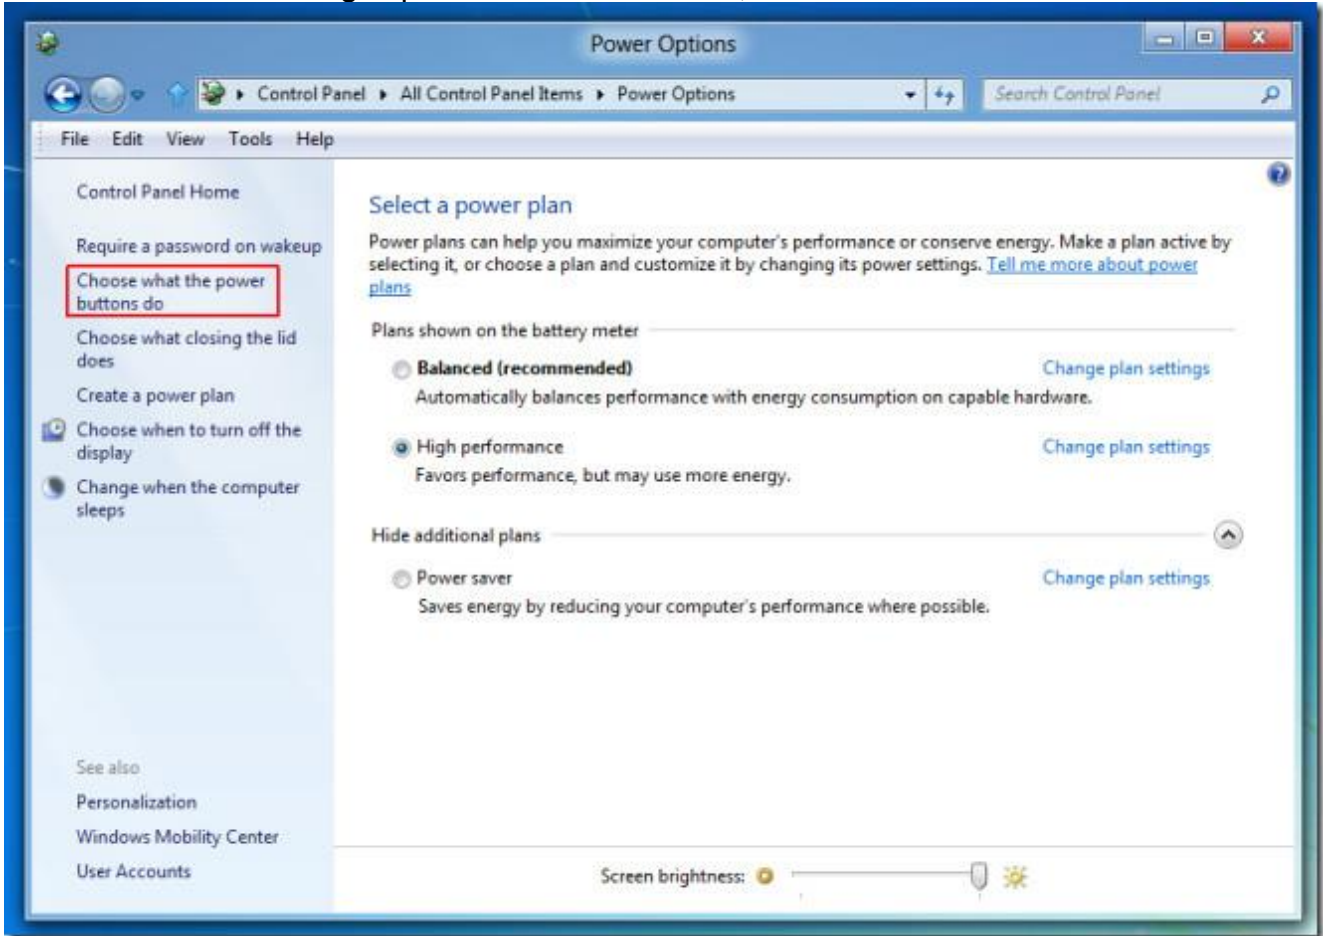 Power Options
Control Panel ▸ All Control Panel Items ▸ Power Options
Search Control Panel
File Edit View Tools Help
Control Panel Home
Require a password on wakeup
Choose what the power
buttons do
Choose what closing the lid
does
Create a power plan
Choose when to turn off the
display
Change when the computer
sleeps
See also
Personalization
Windows Mobility Center
User Accounts
Select a power plan
Power plans can help you maximize your computer's performance or conserve energy. Make a plan active by
selecting it, or choose a plan and customize it by changing its power settings. Tell me more about power
plans
Plans shown on the battery meter
Balanced (recommended) Change plan settings
Automatically balances performance with energy consumption on capable hardware.
High performance Change plan settings
Favors performance, but may use more energy.
Hide additional plans
Power saver Change plan settings
Saves energy by reducing your computer's performance where possible.
Screen brightness: